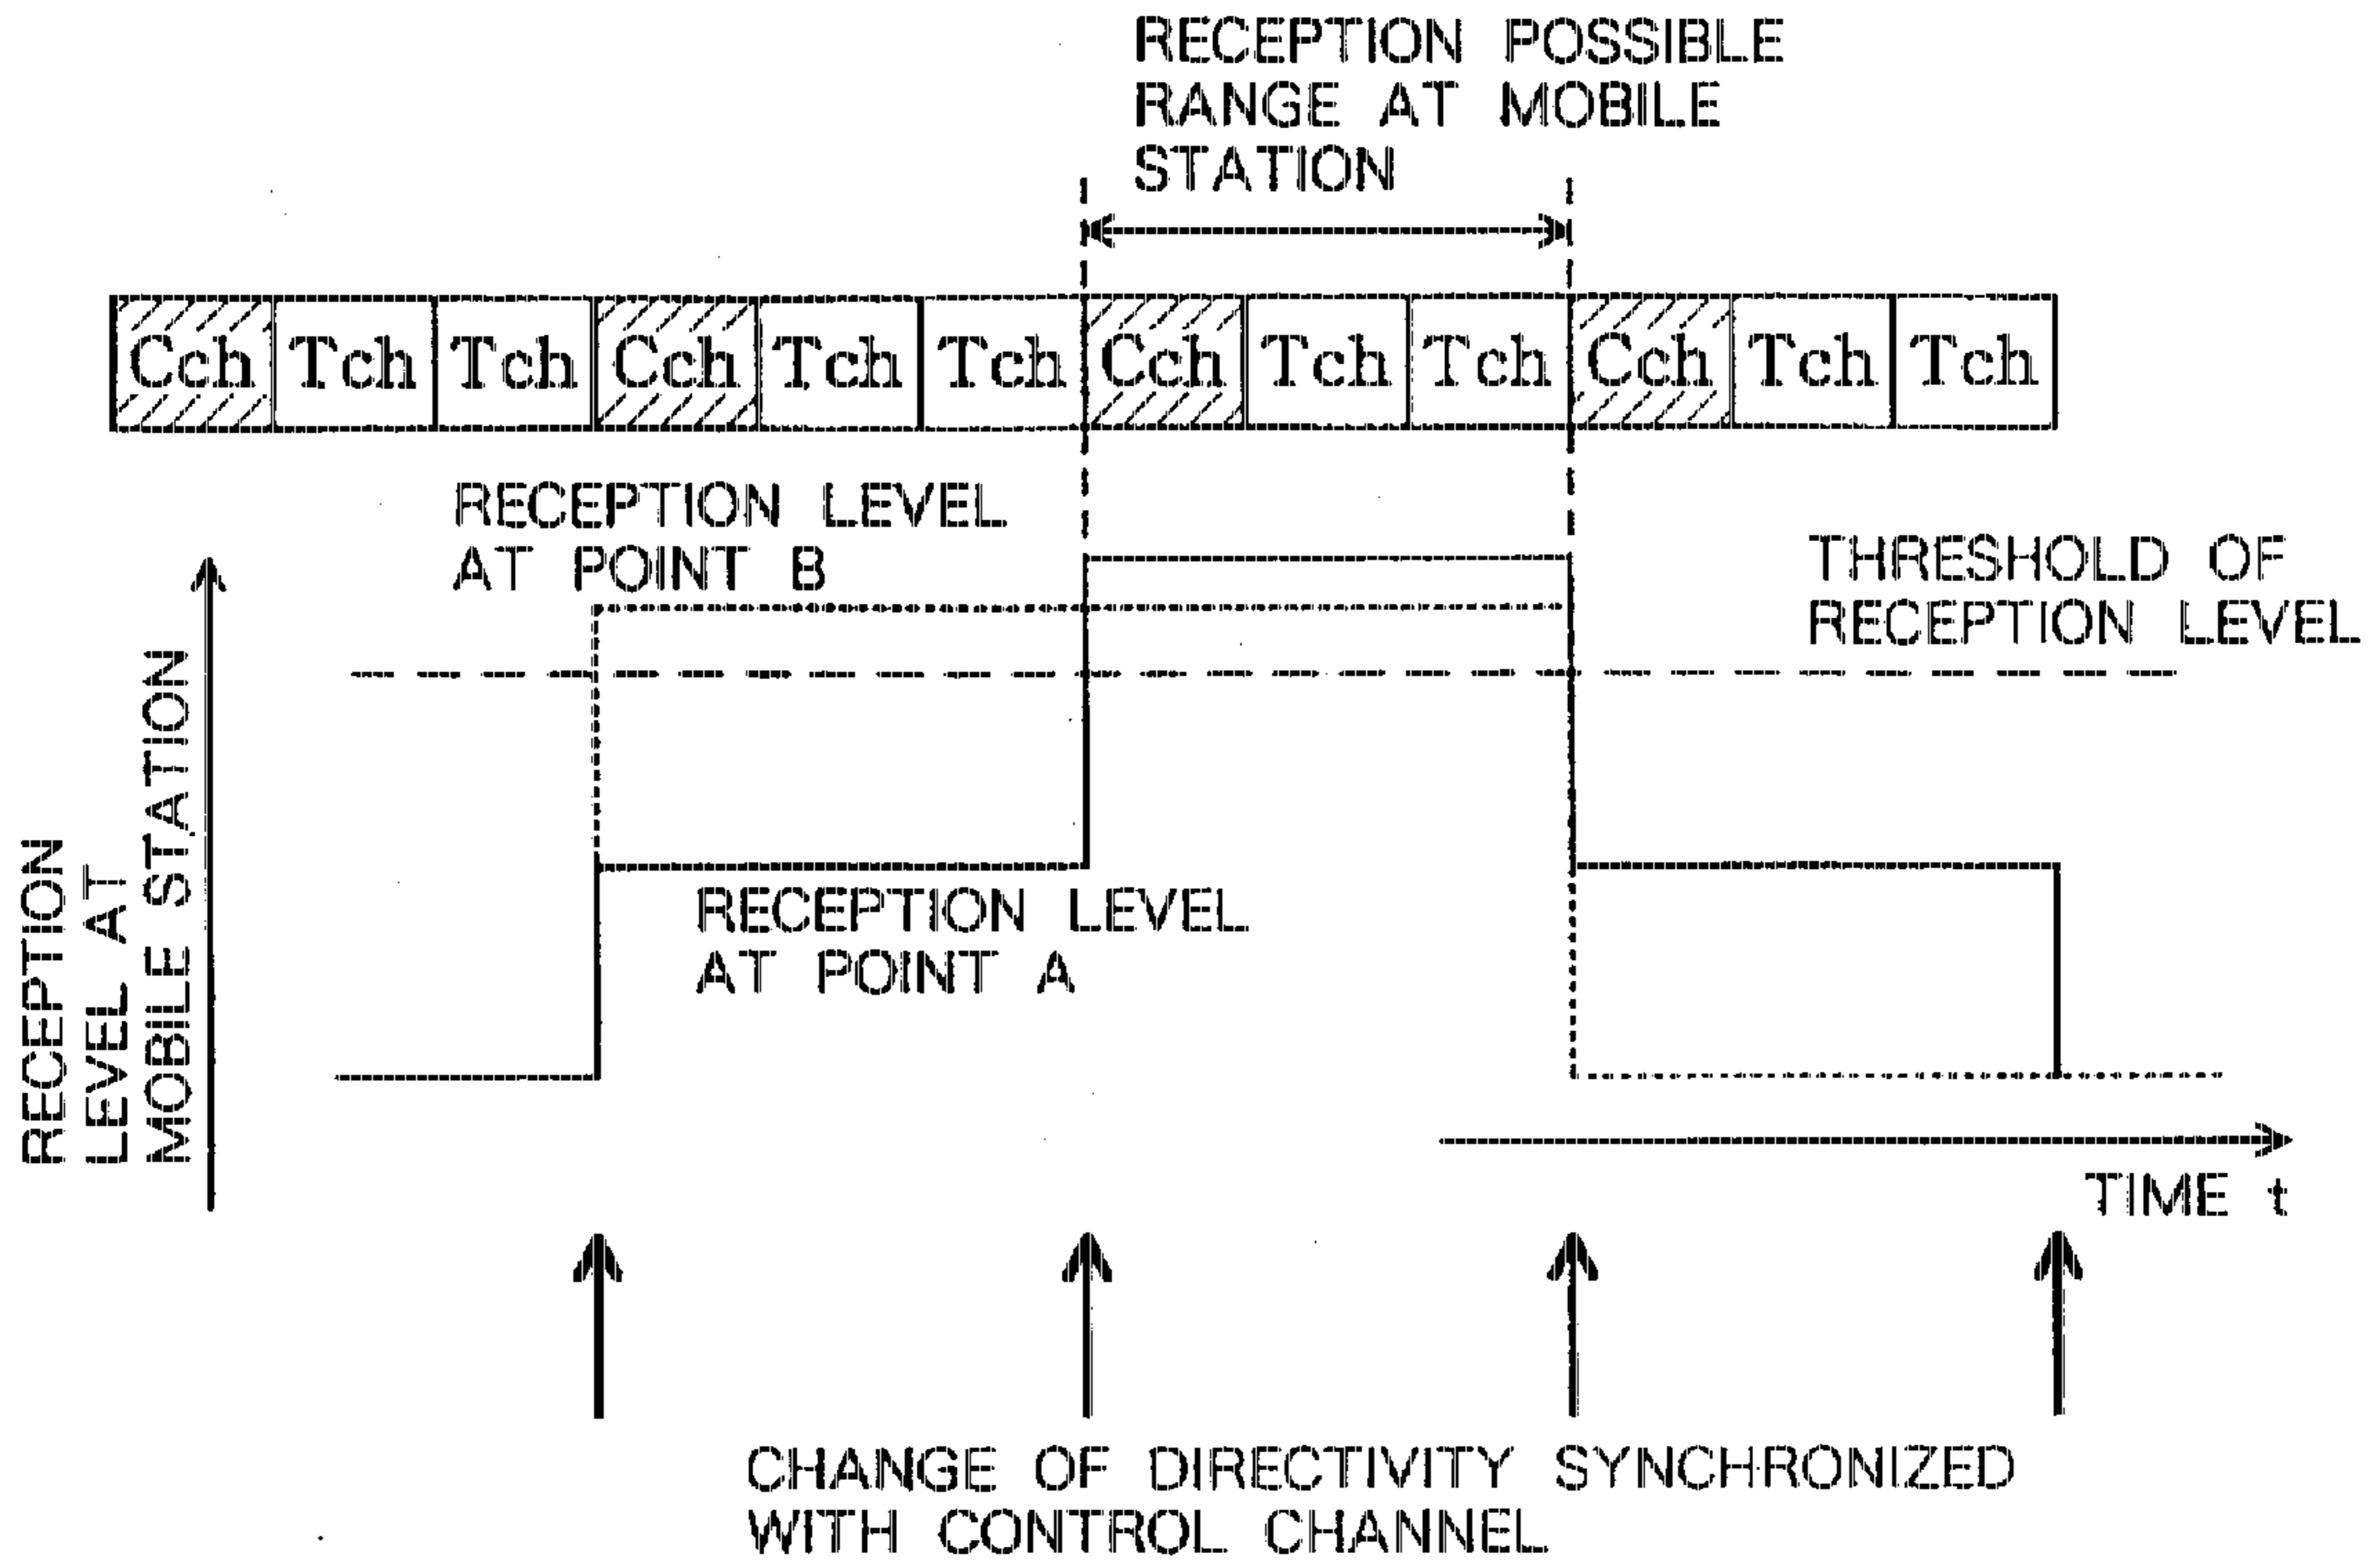 RECEPTION POSSIBLE
RANGE AT MOBILE
STATION
Cch Tch Tch Cch Tch Tch Cch Tch Tch Cch Tch Tch
RECEPTION LEVEL
AT POINT B
THRESHOLD OF
RECEPTION LEVEL
RECEPTION
LEVEL AT
MOBILE STATION
RECEPTION LEVEL
AT POINT A
TIME t
CHANGE OF DIRECTIVITY SYNCHRONIZED
WITH CONTROL CHANNEL